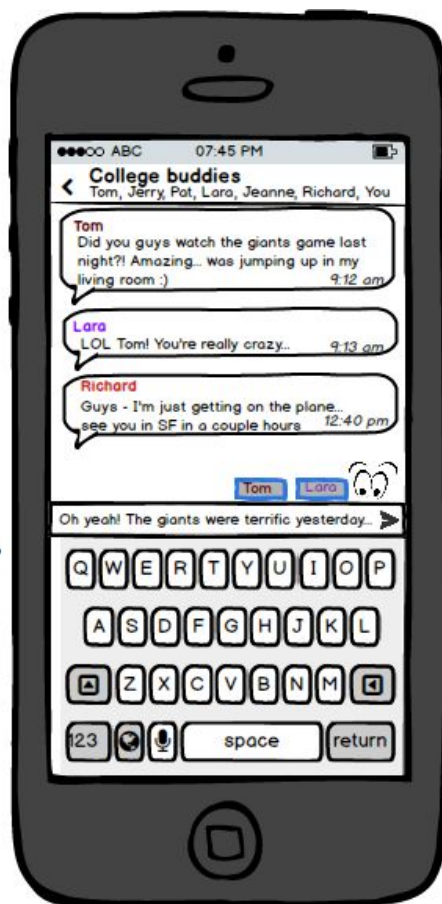 ABC 07:45 PM
College buddies
Tom, Jerry, Pat, Lara, Jeanne, Richard, You
Tom
Did you guys watch the giants game last
night?! Amazing... was jumping up in my
living room :) 9:12 am
Lara
LOL Tom! You're really crazy... 9:13 am
Richard
Guys - I'm just getting on the plane...
see you in SF in a couple hours 12:40 pm
Tom Lara
Oh yeah! The giants were terrific yesterday...
Q W E R T Y U I O P
A S D F G H J K L
Z X C V B N M
123 space return